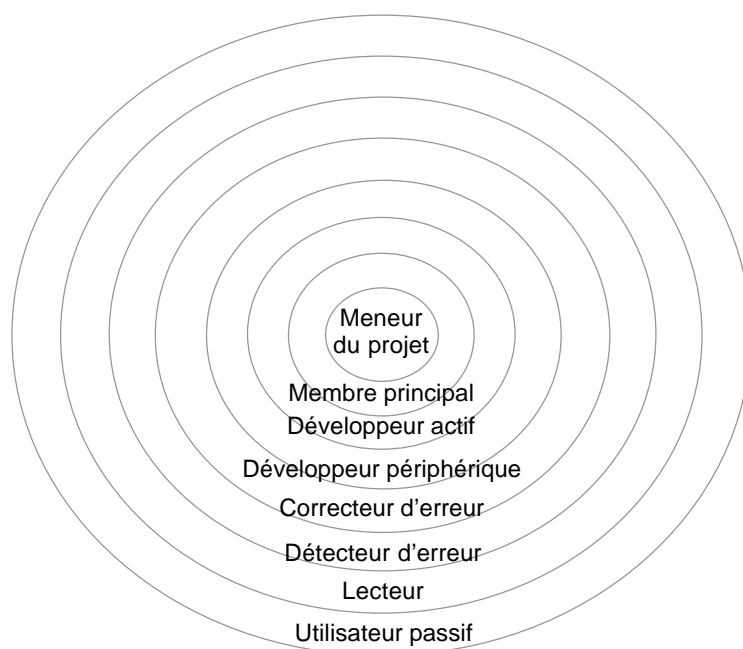 Meneur
du projet
Membre principal
Développeur actif
Développeur périphérique
Correcteur d’erreur
Détecteur d’erreur
Lecteur
Utilisateur passif